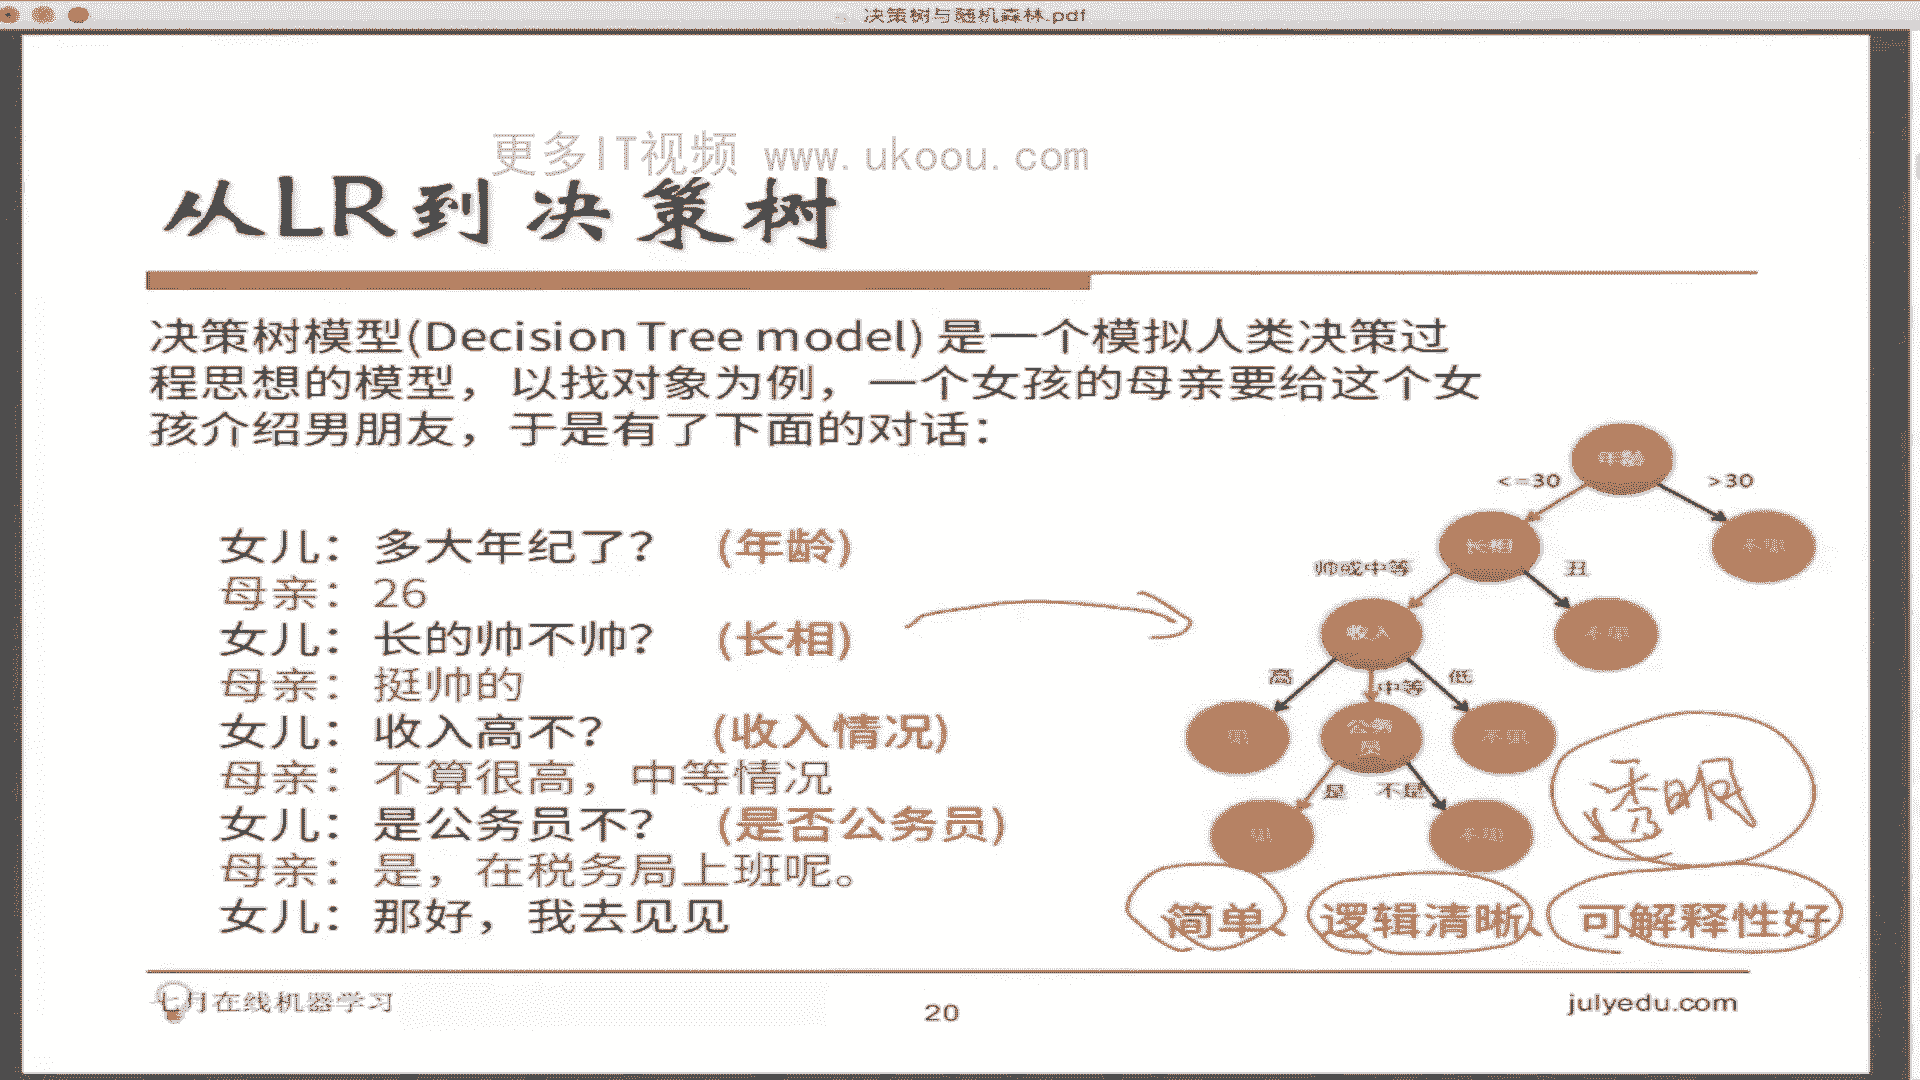 决策树与随机森林.pdf
更多IT视频 www.ukoou.com
从LR到决策树
决策树模型(Decision Tree model) 是一个模拟人类决策过
程思想的模型，以找对象为例，一个女孩的母亲要给这个女
孩介绍男朋友，于是有了下面的对话：
女儿：多大年纪了？ (年龄)
母亲：26
女儿：长的帅不帅？ (长相)
母亲：挺帅的
女儿：收入高不？ (收入情况)
母亲：不算很高，中等情况
女儿：是公务员不？ (是否公务员)
母亲：是，在税务局上班呢。
女儿：那好，我去见见
年龄
<=30
>30
长相
不见
帅或中等
丑
收入
不见
高
中等
低
见
公务
员
不见
是
不是
见
不见
透明
简单、逻辑清晰、可解释性好
七月在线机器学习
20
julyedu.com